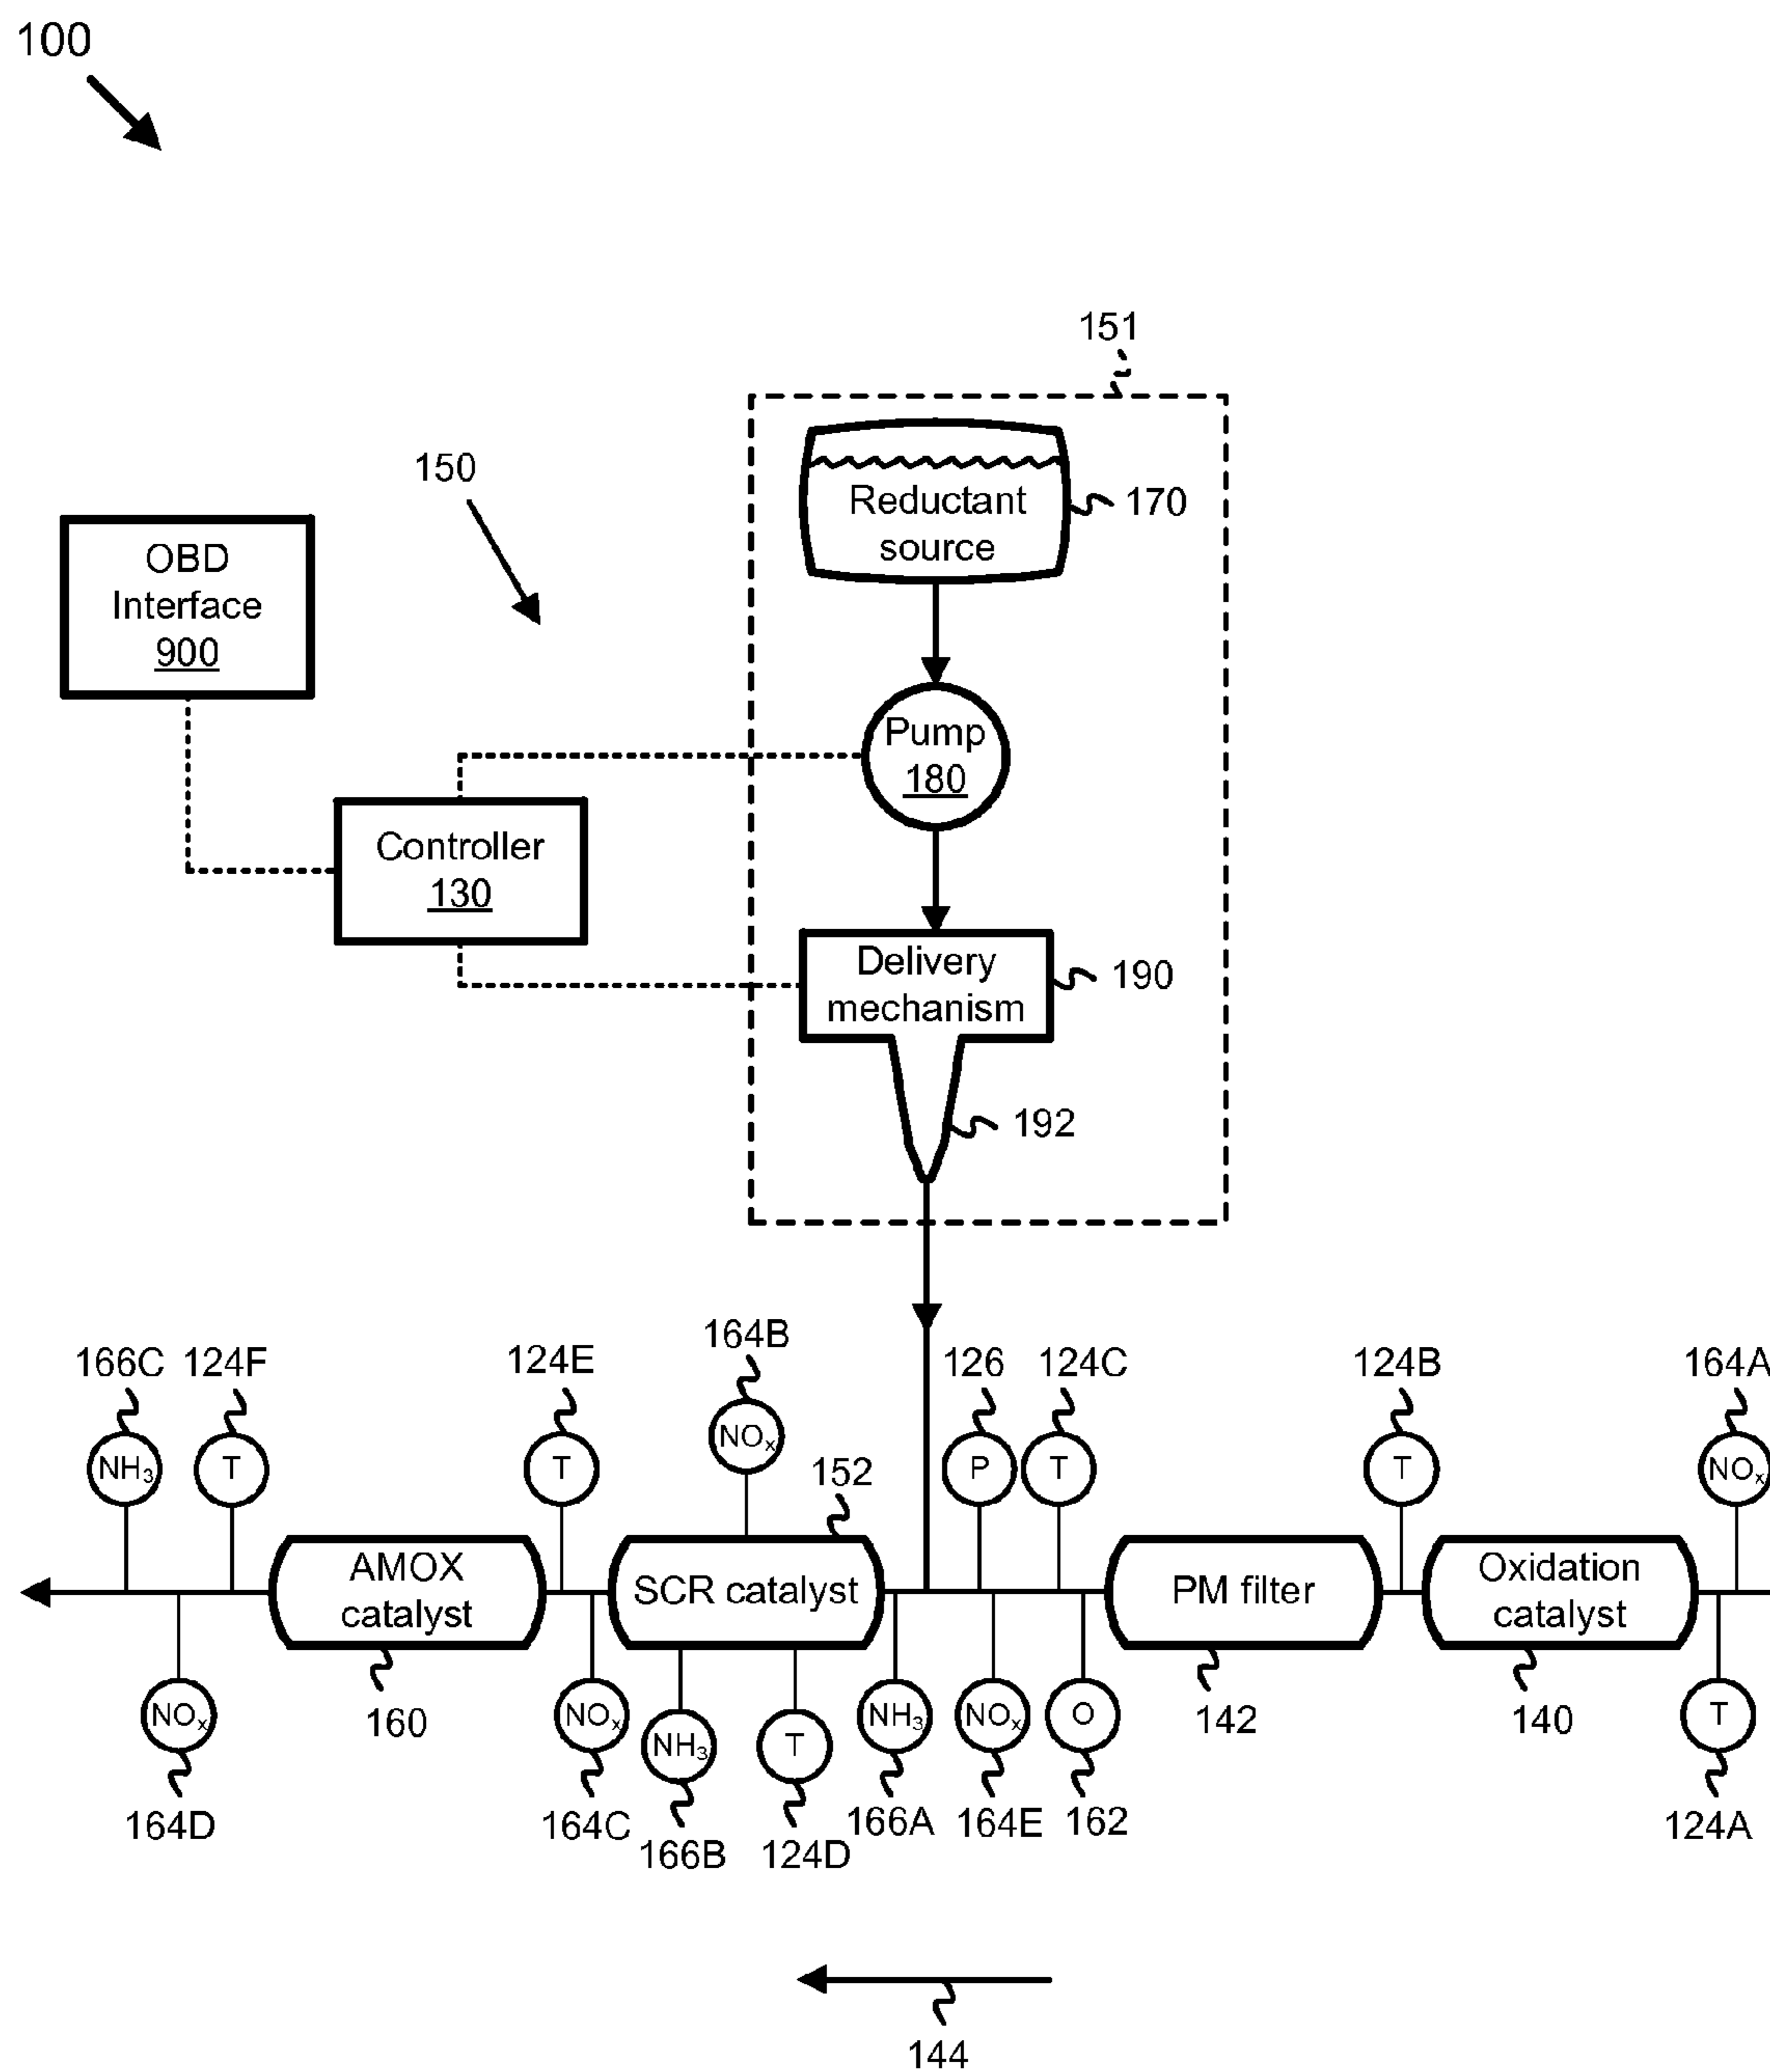 100
151
150
Reductant
source
170
OBD
Interface
900
Pump
180
Controller
130
Delivery
mechanism
190
192
166C
124F
124E
164B
126
124C
124B
164A
NH₃
T
T
NOₓ
152
P
T
T
NOₓ
AMOX
catalyst
SCR catalyst
PM filter
Oxidation
catalyst
NOₓ
160
NOₓ
NH₃
T
NH₃
NOₓ
O
142
140
T
164D
164C
166B
124D
166A
164E
162
124A
144